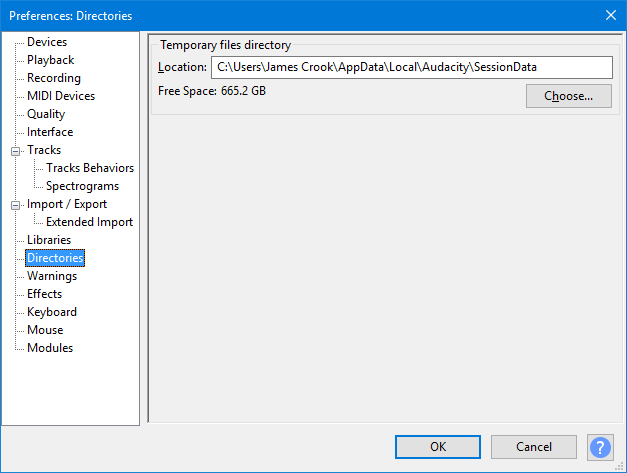 Preferences: Directories
Devices
Playback
Recording
MIDI Devices
Quality
Interface
Tracks
Tracks Behaviors
Spectrograms
Import / Export
Extended Import
Libraries
Directories
Warnings
Effects
Keyboard
Mouse
Modules
Temporary files directory
Location: C:\Users\James Crook\AppData\Local\Audacity\SessionData
Free Space: 665.2 GB
Choose...
OK
Cancel
?